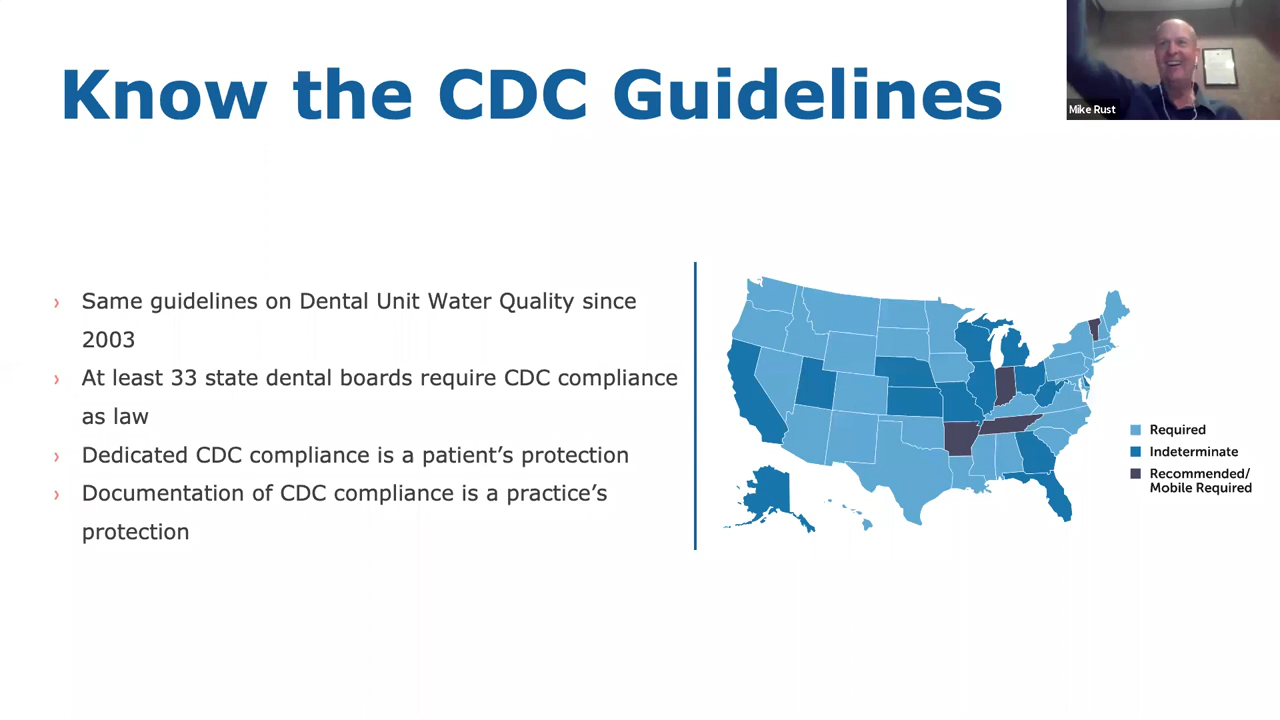 Know the CDC Guidelines
Mike Rust
› Same guidelines on Dental Unit Water Quality since
2003
› At least 33 state dental boards require CDC compliance
as law
› Dedicated CDC compliance is a patient’s protection
› Documentation of CDC compliance is a practice’s
protection
Required
Indeterminate
Recommended/
Mobile Required